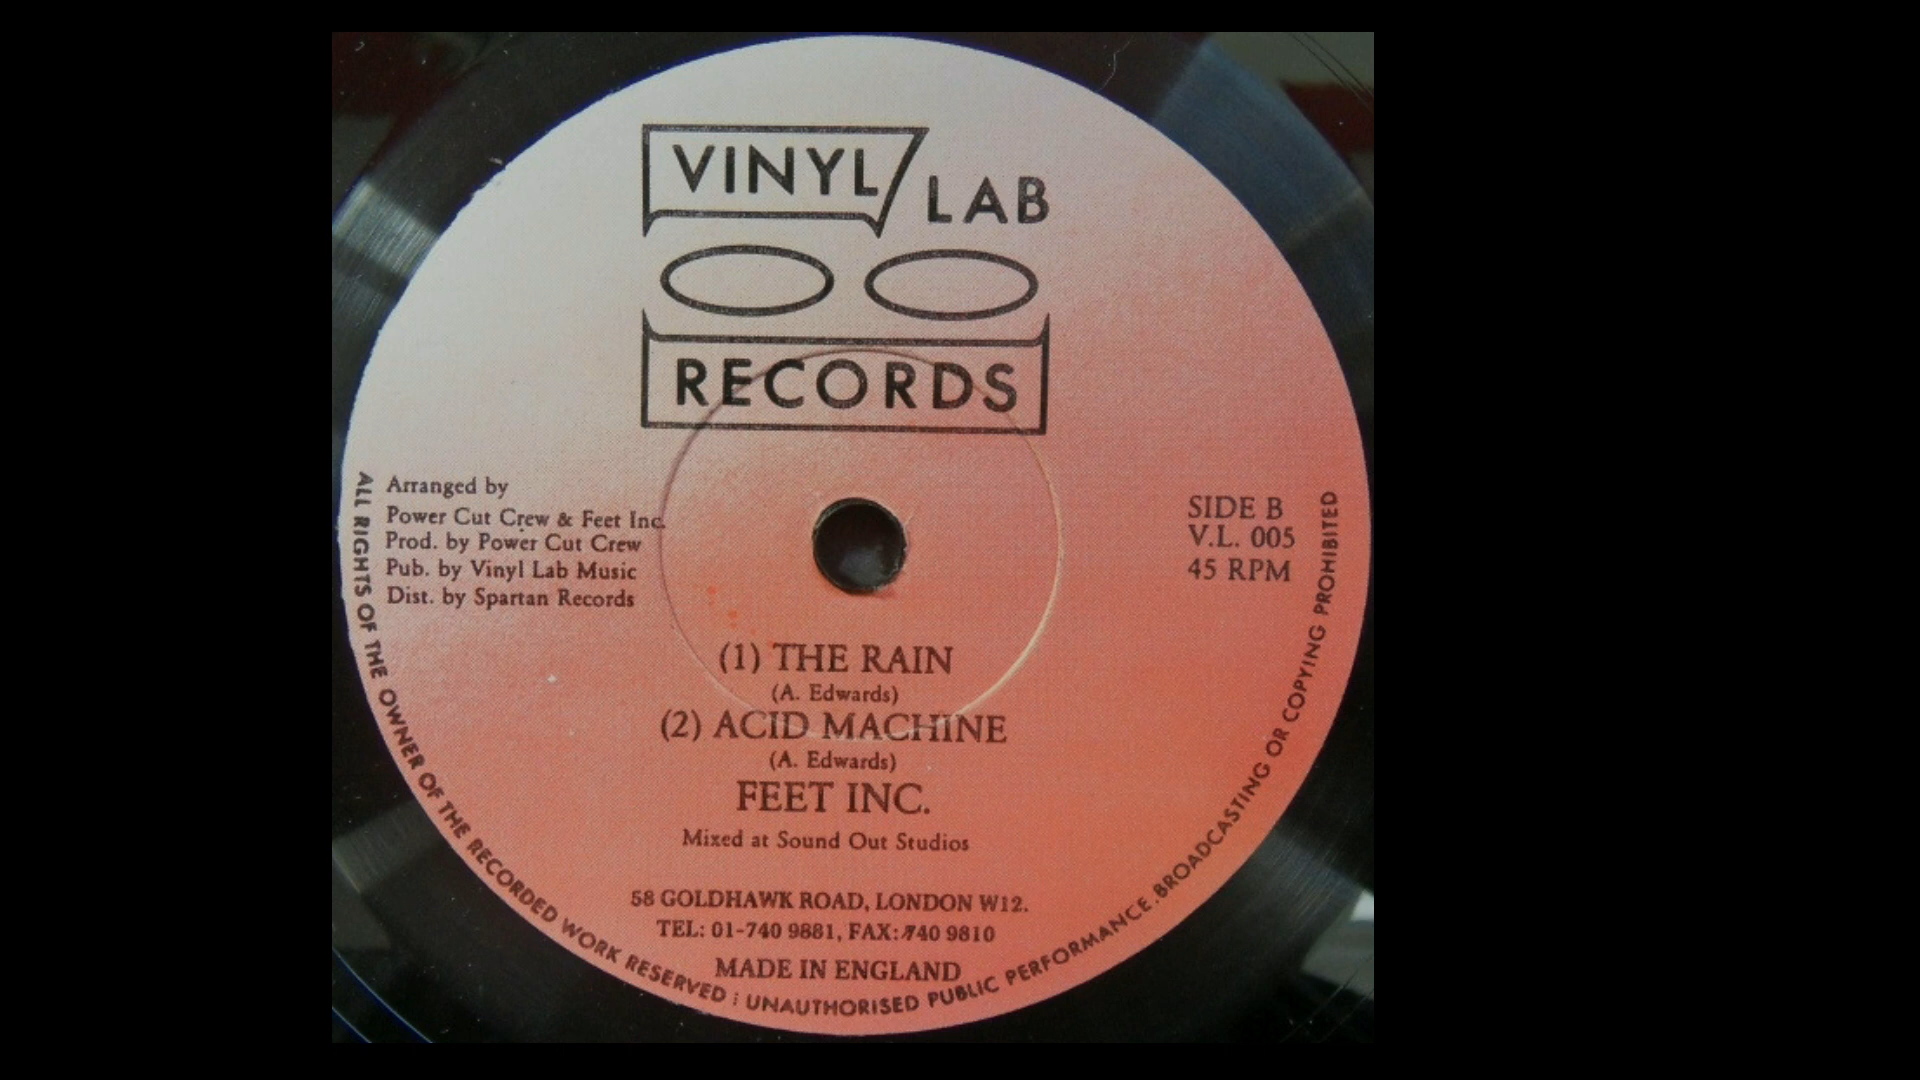 VINYL LAB
RECORDS
Arranged by
Power Cut Crew & Feet Inc.
Prod. by Power Cut Crew
Pub. by Vinyl Lab Music
Dist. by Spartan Records
SIDE B
V.L. 005
45 RPM
(1) THE RAIN
(A. Edwards)
(2) ACID MACHINE
(A. Edwards)
FEET INC.
Mixed at Sound Out Studios
58 GOLDHAWK ROAD, LONDON W12.
TEL: 01-740 9881, FAX: 740 9810
MADE IN ENGLAND
ALL RIGHTS OF THE OWNER OF THE RECORDED WORK RESERVED : UNAUTHORISED PUBLIC PERFORMANCE, BROADCASTING OR COPYING PROHIBITED